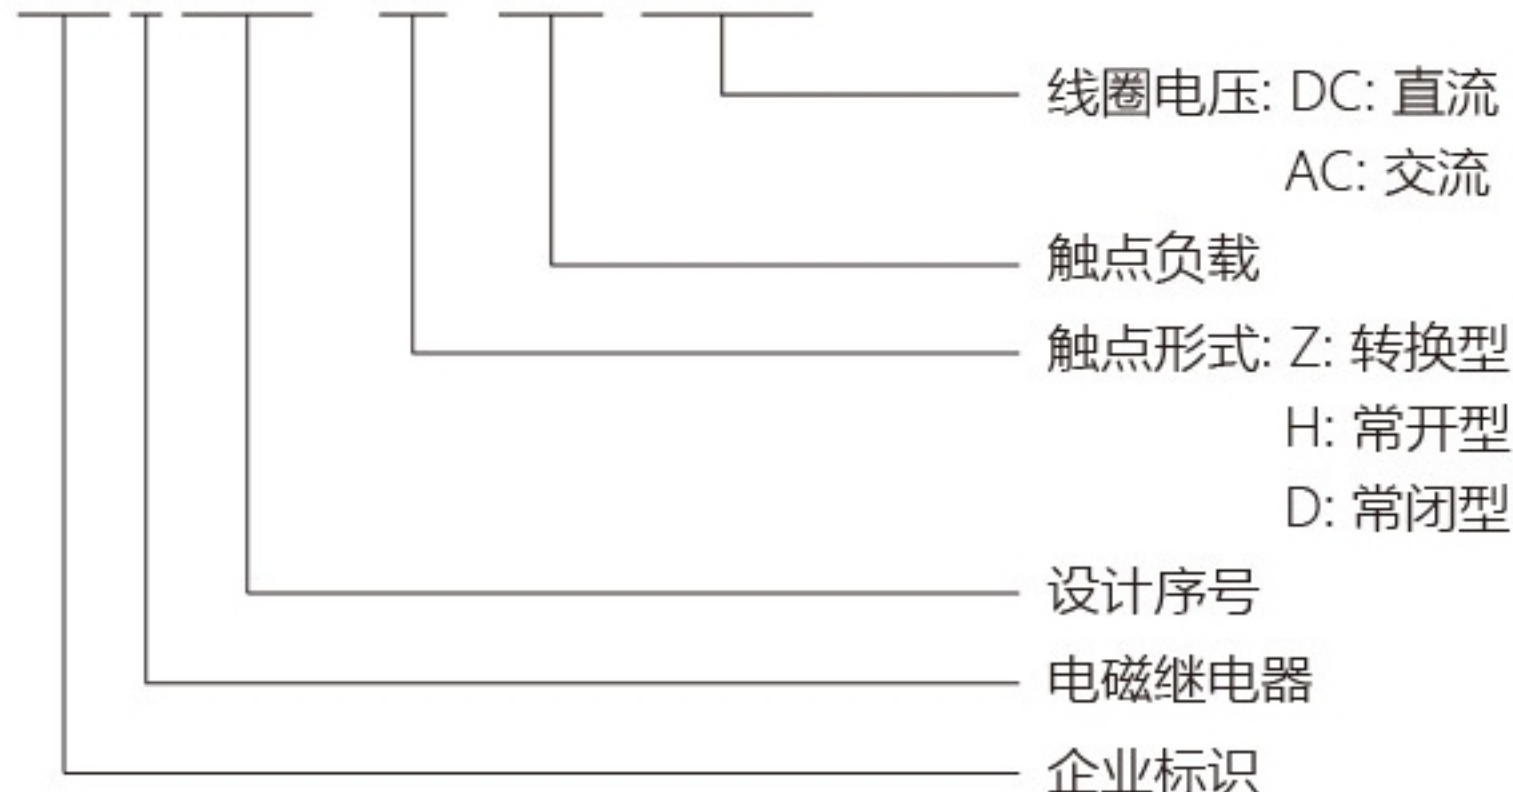 线圈电压: DC: 直流
AC: 交流
触点负载
触点形式: Z: 转换型
H: 常开型
D: 常闭型
设计序号
电磁继电器
企业标识